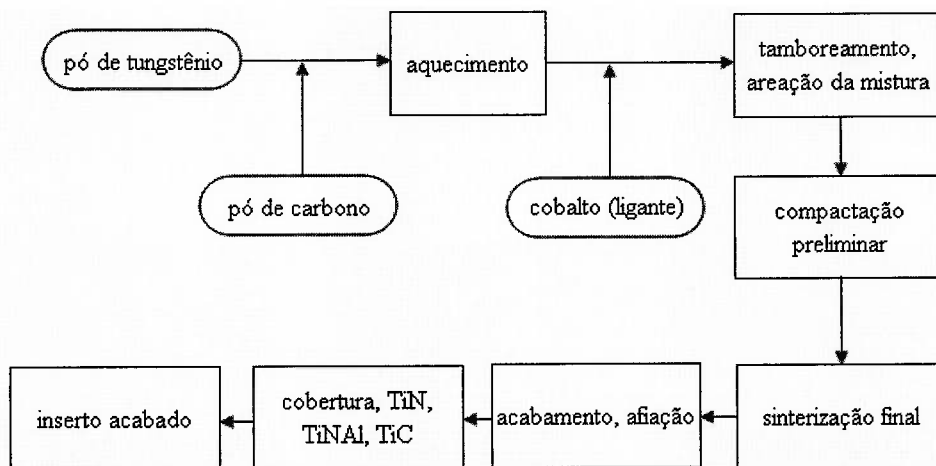 pó de tungstênio
aquecimento
tamboreamento,
areação da mistura
pó de carbono
cobalto (ligante)
compactação
preliminar
inserto acabado
cobertura, TiN,
TiNAl, TiC
acabamento, afiação
sinterização final